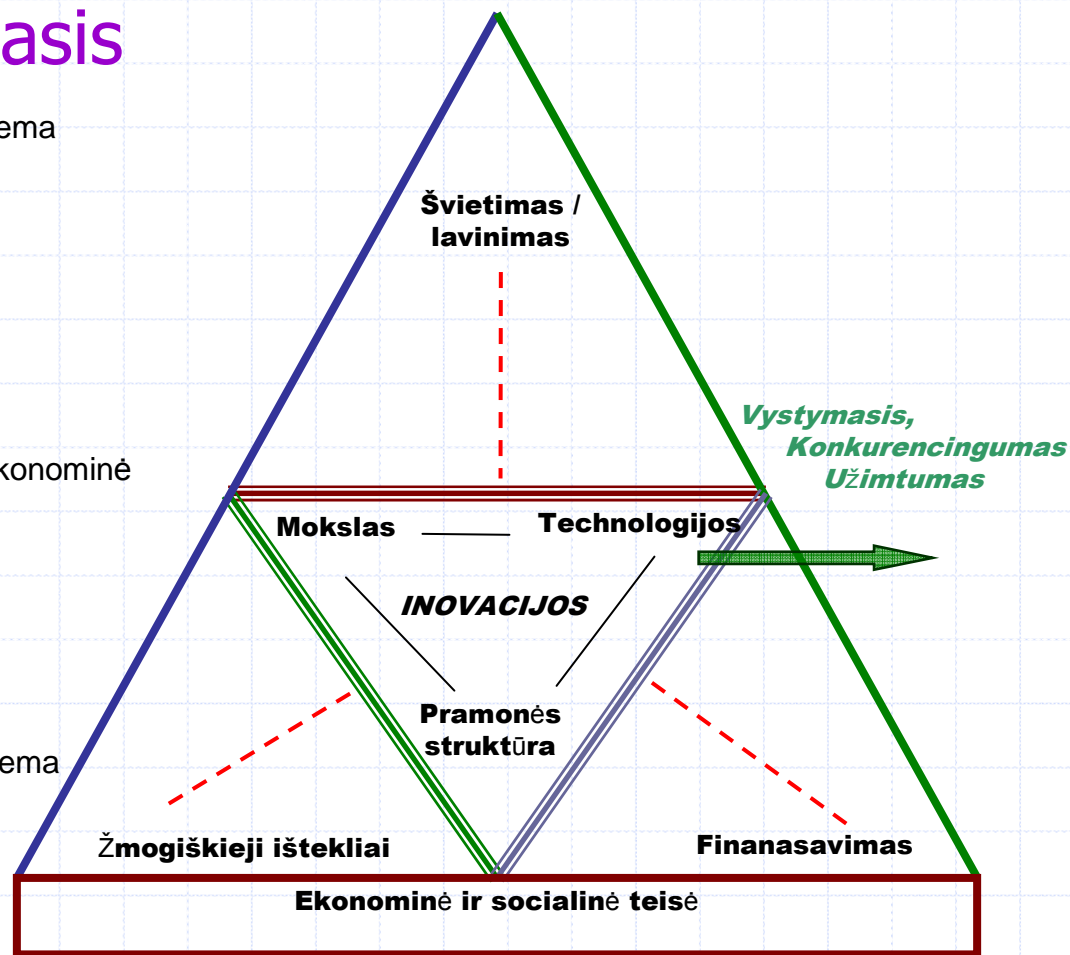 asis
ema
Švietimas /
lavinimas
Vystymasis,
Konkurencingumas
Užimtumas
konominė
Mokslas
Technologijos
INOVACIJOS
Pramonės
struktūra
ema
Žmogiškieji ištekliai
Finanasavimas
Ekonominė ir socialinė teisė